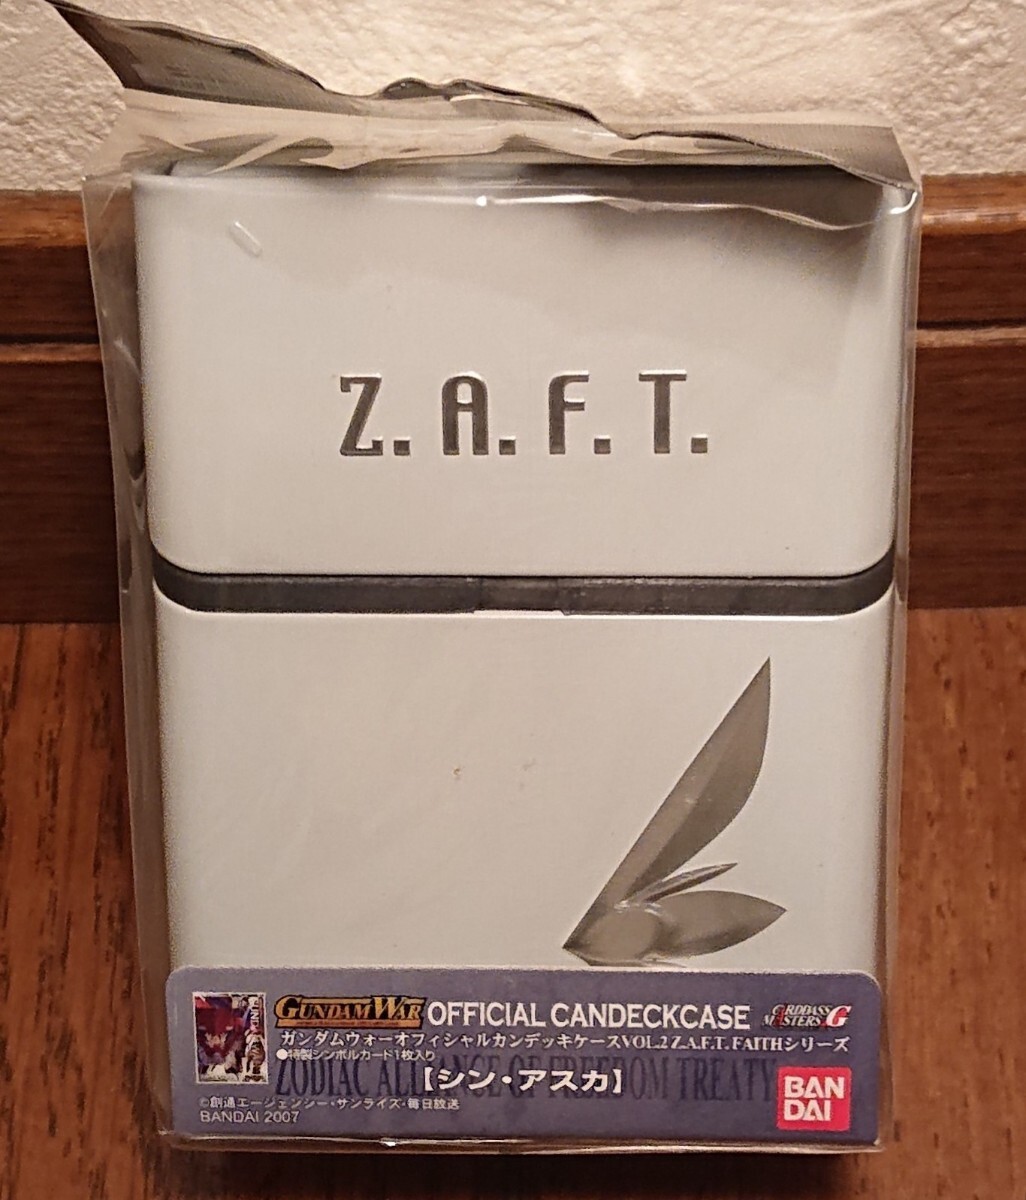 Z.A.F.T.
GUNDAM WAR OFFICIAL CANDECKCASE CARDDASS MASTERS G
ガンダムウォーオフィシャルカンデッキケースVOL.2 Z.A.F.T. FAITHシリーズ
●特製シンボルカード1枚入り
ZODIAC ALLIANCE OF FREEDOM TREATY
【シン・アスカ】
©創通エージェンシー・サンライズ・毎日放送
BANDAI 2007
BAN
DAI